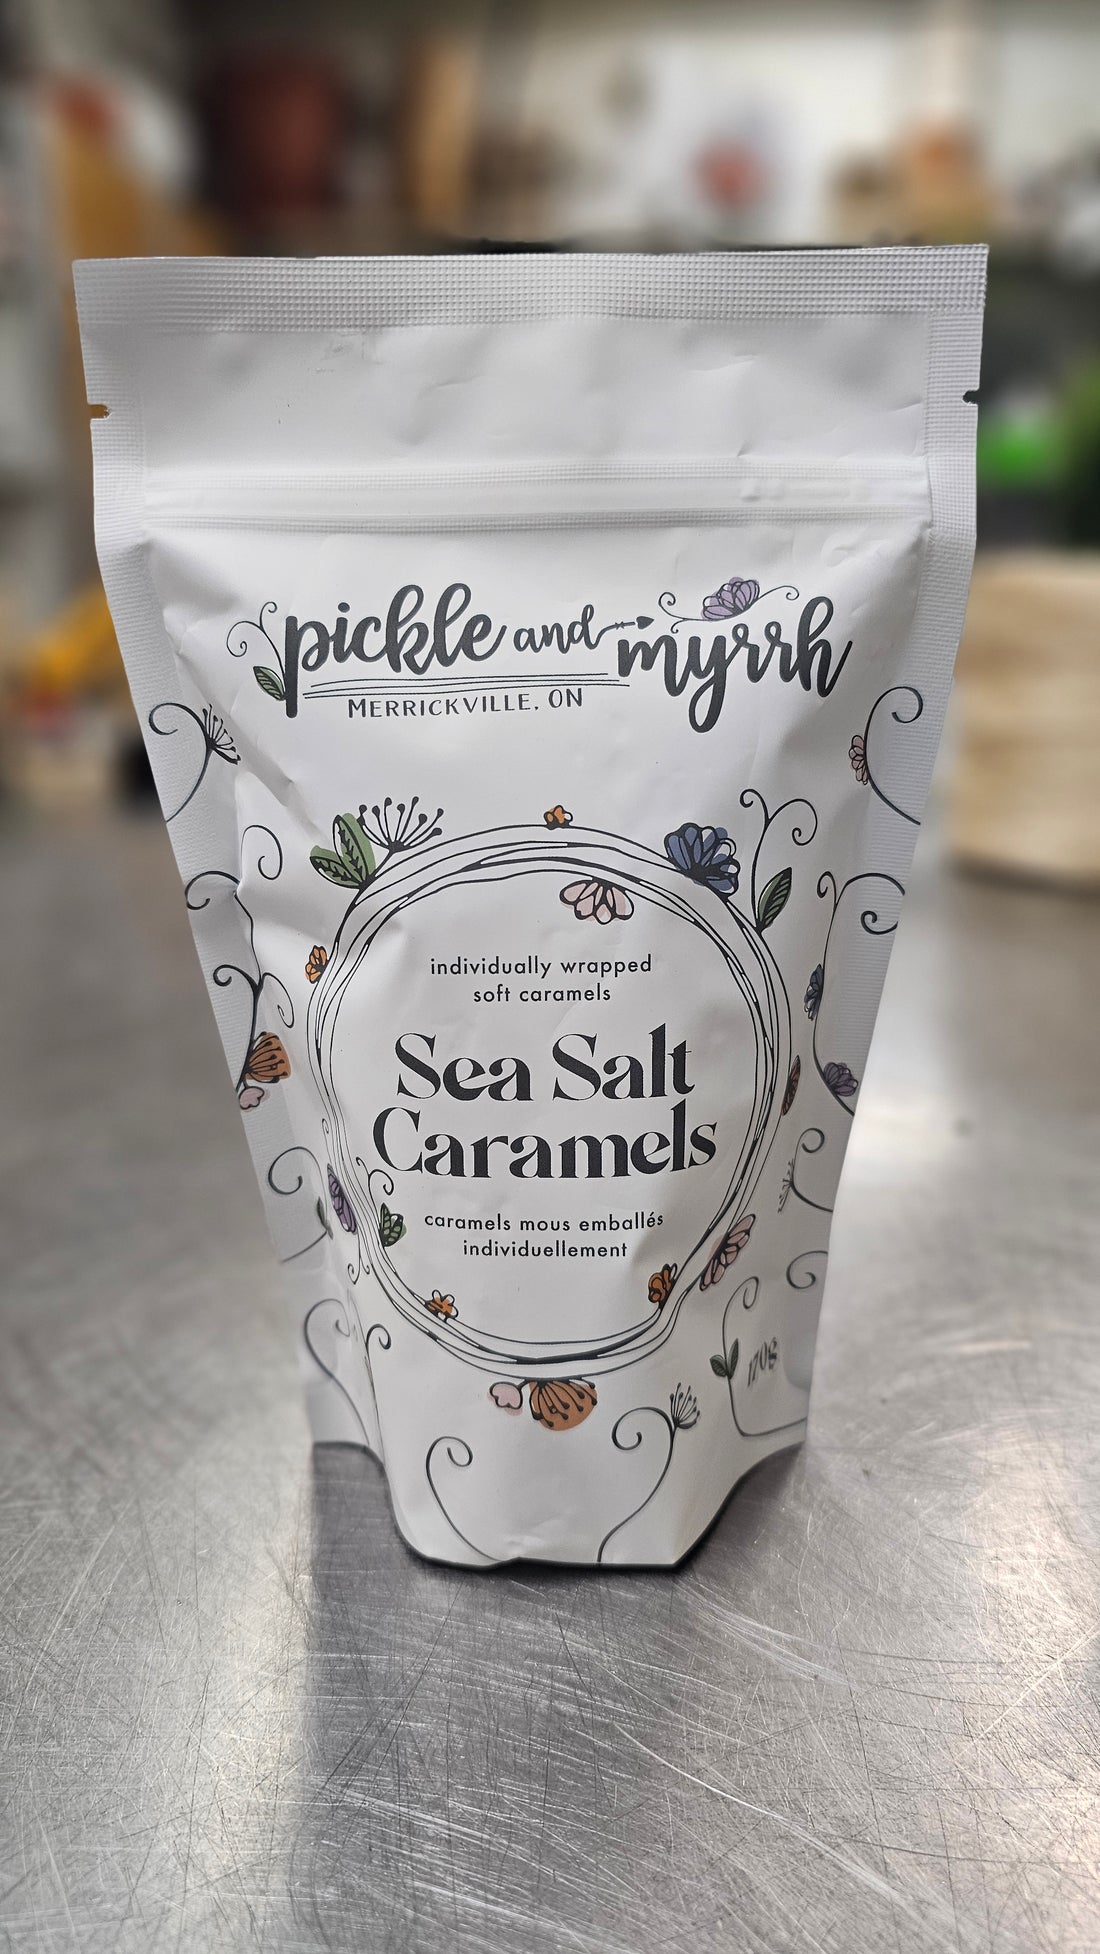 pickle and myrrh
MERRICKVILLE, ON
individually wrapped
soft caramels
Sea Salt
Caramels
caramels mous emballés
individuellement
170g